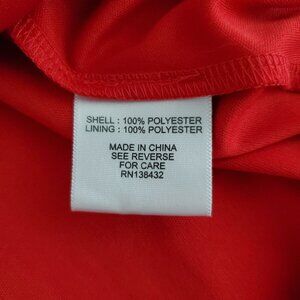 SHELL : 100% POLYESTER
LINING : 100% POLYESTER
MADE IN CHINA
SEE REVERSE
FOR CARE
RN138432